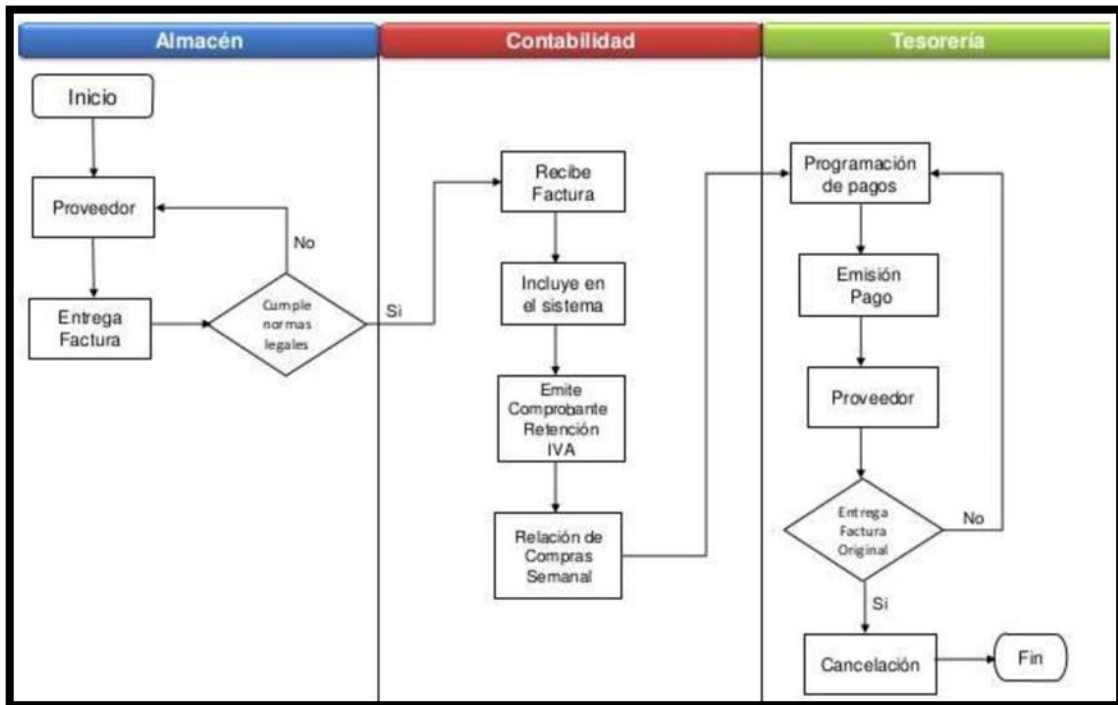 Almacén
Contabilidad
Tesorería
Inicio
Proveedor
No
Entrega
Factura
Cumple
normas
legales
Si
Recibe
Factura
Incluye en
el sistema
Emite
Comprobante
Retención
IVA
Relación de
Compras
Semanal
Programación
de pagos
Emisión
Pago
Proveedor
Entrega
Factura
Original
No
Si
Cancelación
Fin